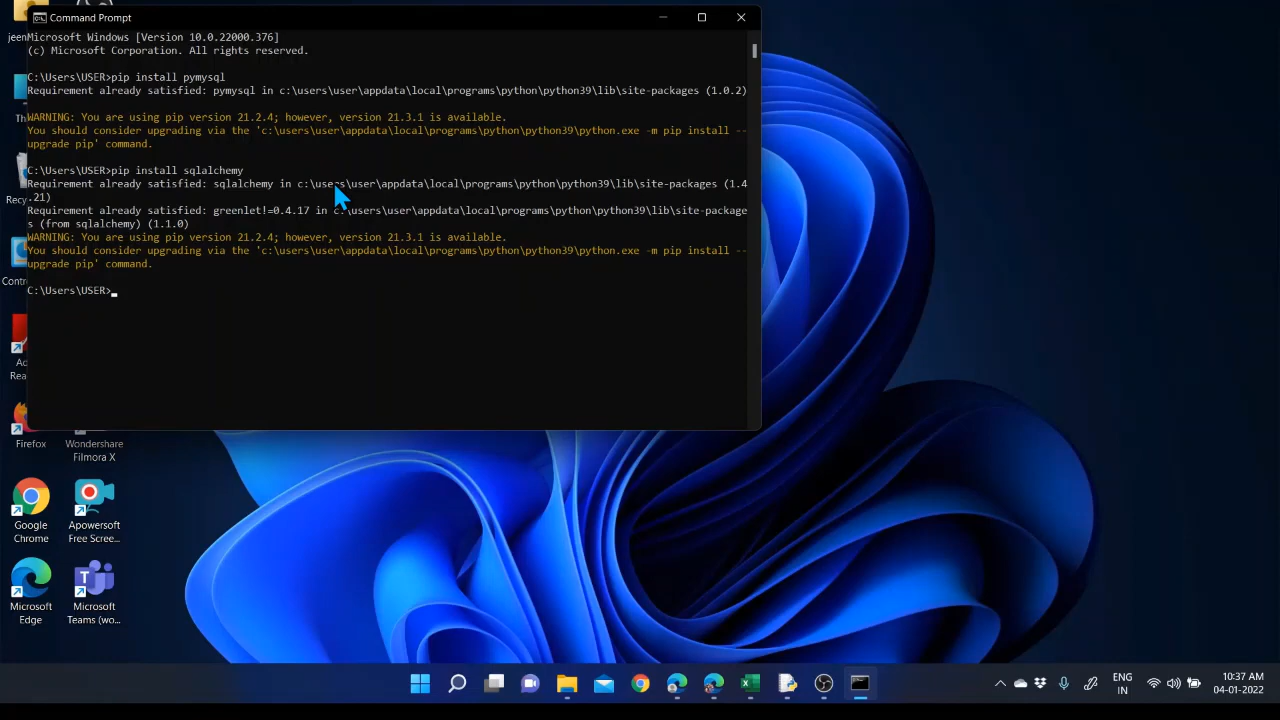 Command Prompt
Microsoft Windows [Version 10.0.22000.376]
(c) Microsoft Corporation. All rights reserved.
C:\Users\USER>pip install pymysql
Requirement already satisfied: pymysql in c:\users\user\appdata\local\programs\python\python39\lib\site-packages (1.0.2)
WARNING: You are using pip version 21.2.4; however, version 21.3.1 is available.
You should consider upgrading via the 'c:\users\user\appdata\local\programs\python\python39\python.exe -m pip install --
upgrade pip' command.
C:\Users\USER>pip install sqlalchemy
Requirement already satisfied: sqlalchemy in c:\users\user\appdata\local\programs\python\python39\lib\site-packages (1.4
.21)
Requirement already satisfied: greenlet!=0.4.17 in c:\users\user\appdata\local\programs\python\python39\lib\site-package
s (from sqlalchemy) (1.1.0)
WARNING: You are using pip version 21.2.4; however, version 21.3.1 is available.
You should consider upgrading via the 'c:\users\user\appdata\local\programs\python\python39\python.exe -m pip install --
upgrade pip' command.
C:\Users\USER>
jeen
Th
Recy
Contr
Ad
Rea
Firefox
Wondershare
Filmora X
Google
Chrome
Apowersoft
Free Scree...
Microsoft
Edge
Microsoft
Teams (wo...
ENG
IN
10:37 AM
04-01-2022